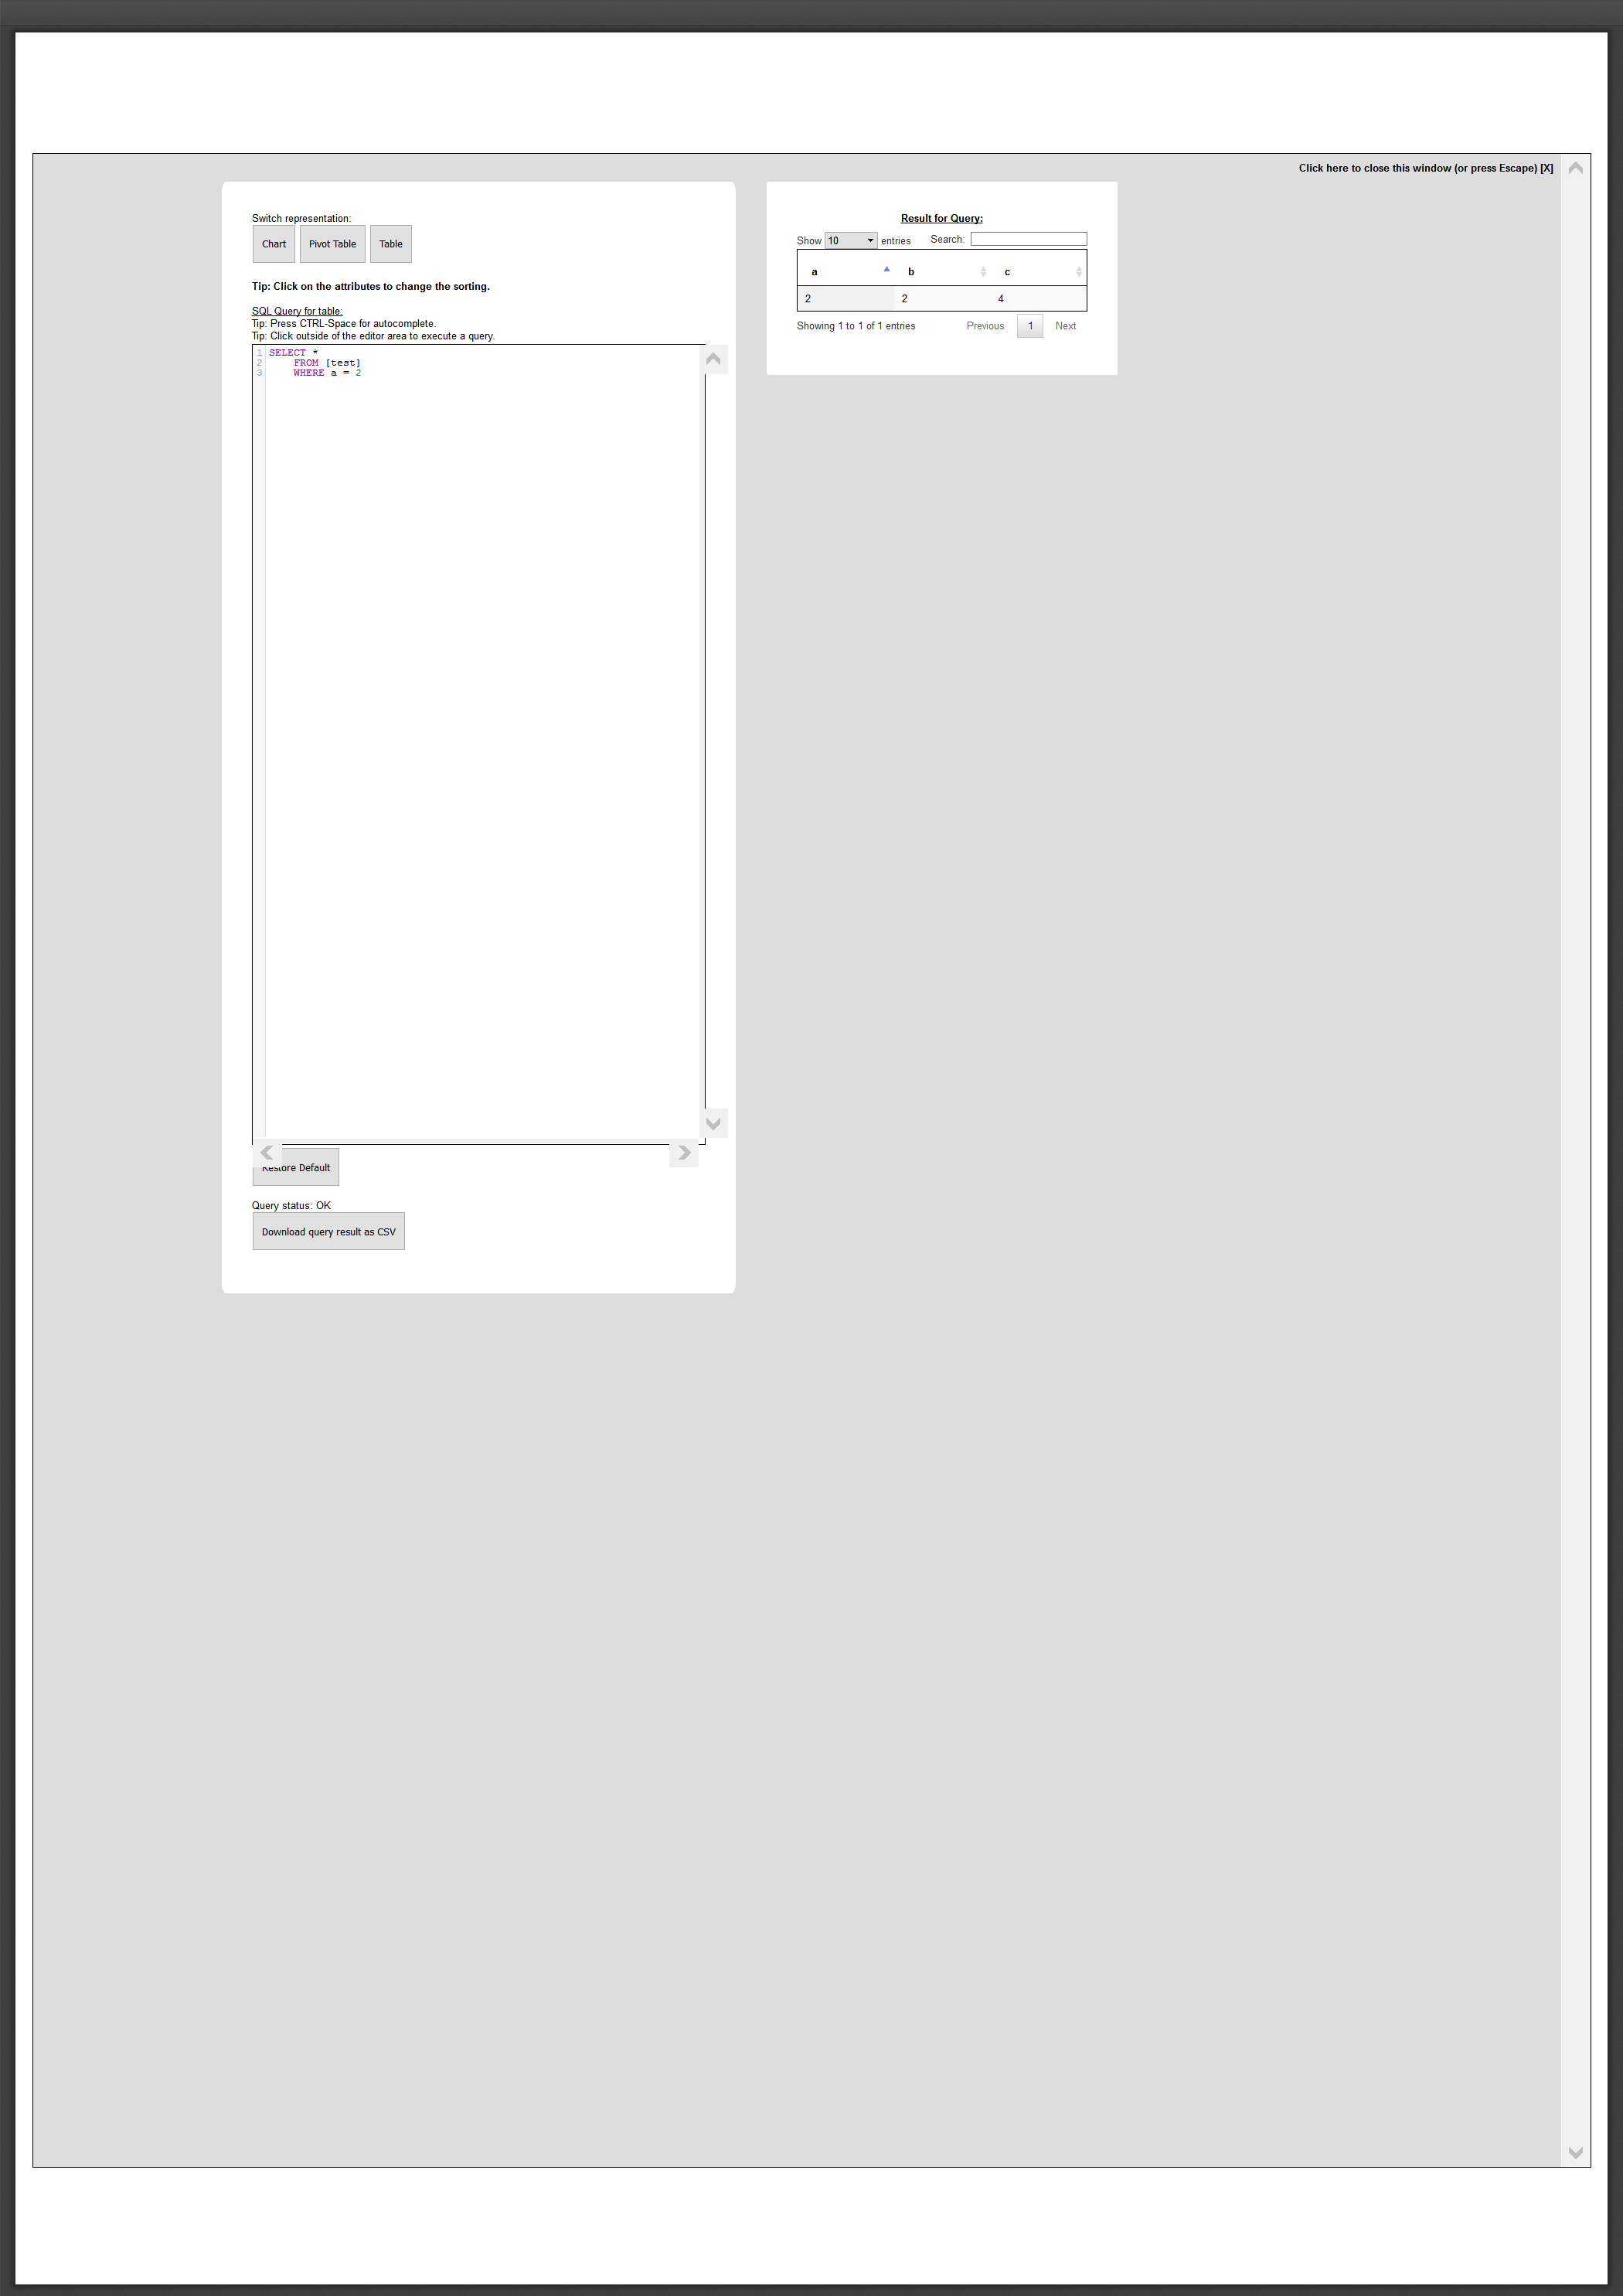 Click here to close this window (or press Escape) [X]
Switch representation:
Chart Pivot Table Table
Tip: Click on the attributes to change the sorting.
SQL Query for table:
Tip: Press CTRL-Space for autocomplete.
Tip: Click outside of the editor area to execute a query.
1 SELECT *
2 FROM [test]
3 WHERE a = 2
Restore Default
Query status: OK
Download query result as CSV
Result for Query:
Show 10 entries Search:
a b c
2 2 4
Showing 1 to 1 of 1 entries Previous 1 Next